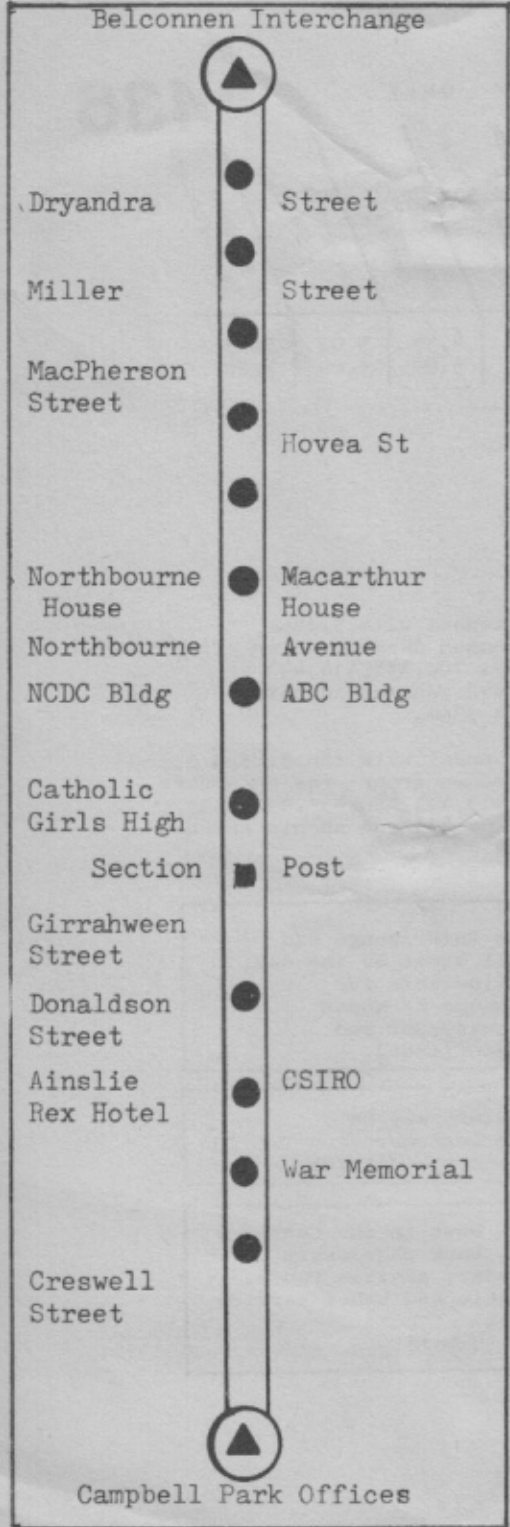 Belconnen Interchange
Dryandra Street
Miller Street
MacPherson
Street
Hovea St
Northbourne Macarthur
House House
Northbourne Avenue
NCDC Bldg ABC Bldg
Catholic
Girls High
Section Post
Girrahween
Street
Donaldson
Street
Ainslie CSIRO
Rex Hotel
War Memorial
Creswell
Street
Campbell Park Offices